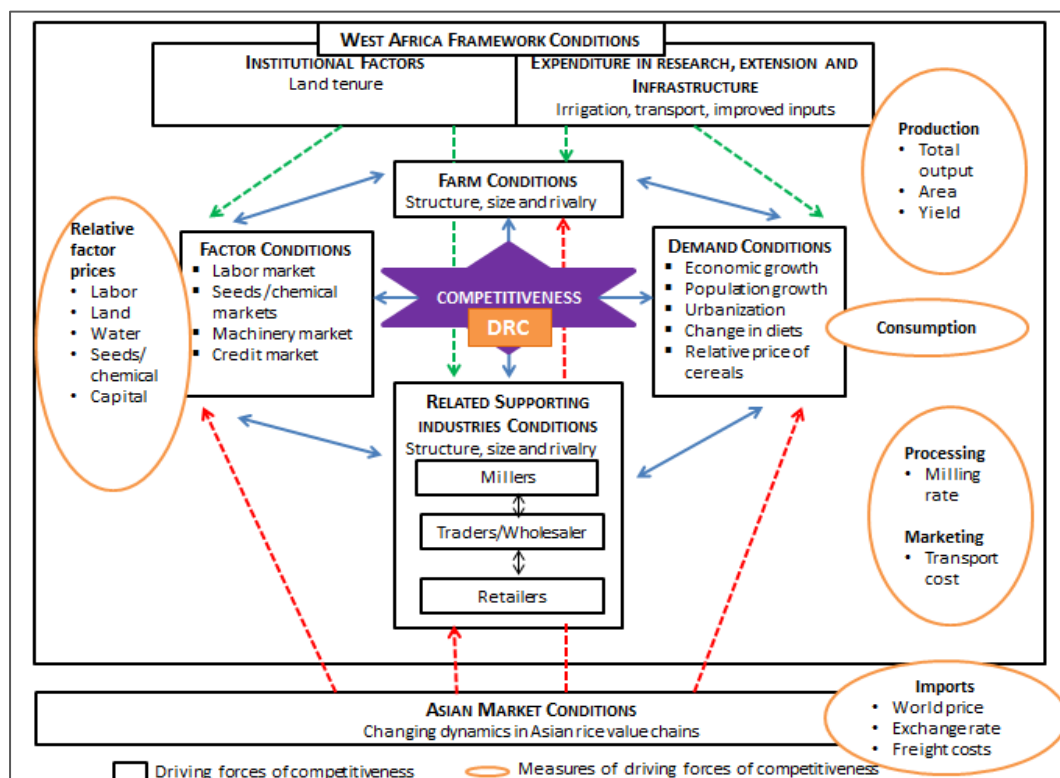 WEST AFRICA FRAMEWORK CONDITIONS
INSTITUTIONAL FACTORS
Land tenure
EXPENDITURE IN RESEARCH, EXTENSION AND
INFRASTRUCTURE
Irrigation, transport, improved inputs
Production
• Total
output
• Area
• Yield
FARM CONDITIONS
Structure, size and rivalry
Relative
factor
prices
• Labor
• Land
• Water
• Seeds/
chemical
• Capital
FACTOR CONDITIONS
▪ Labor market
▪ Seeds/chemical
markets
▪ Machinery market
▪ Credit market
COMPETITIVENESS
DRC
DEMAND CONDITIONS
▪ Economic growth
▪ Population growth
▪ Urbanization
▪ Change in diets
▪ Relative price of
cereals
Consumption
RELATED SUPPORTING
INDUSTRIES CONDITIONS
Structure, size and rivalry
Millers
Traders/Wholesaler
Retailers
Processing
• Milling
rate
Marketing
• Transport
cost
ASIAN MARKET CONDITIONS
Changing dynamics in Asian rice value chains
Imports
• World price
• Exchange rate
• Freight costs
Driving forces of competitiveness
Measures of driving forces of competitiveness